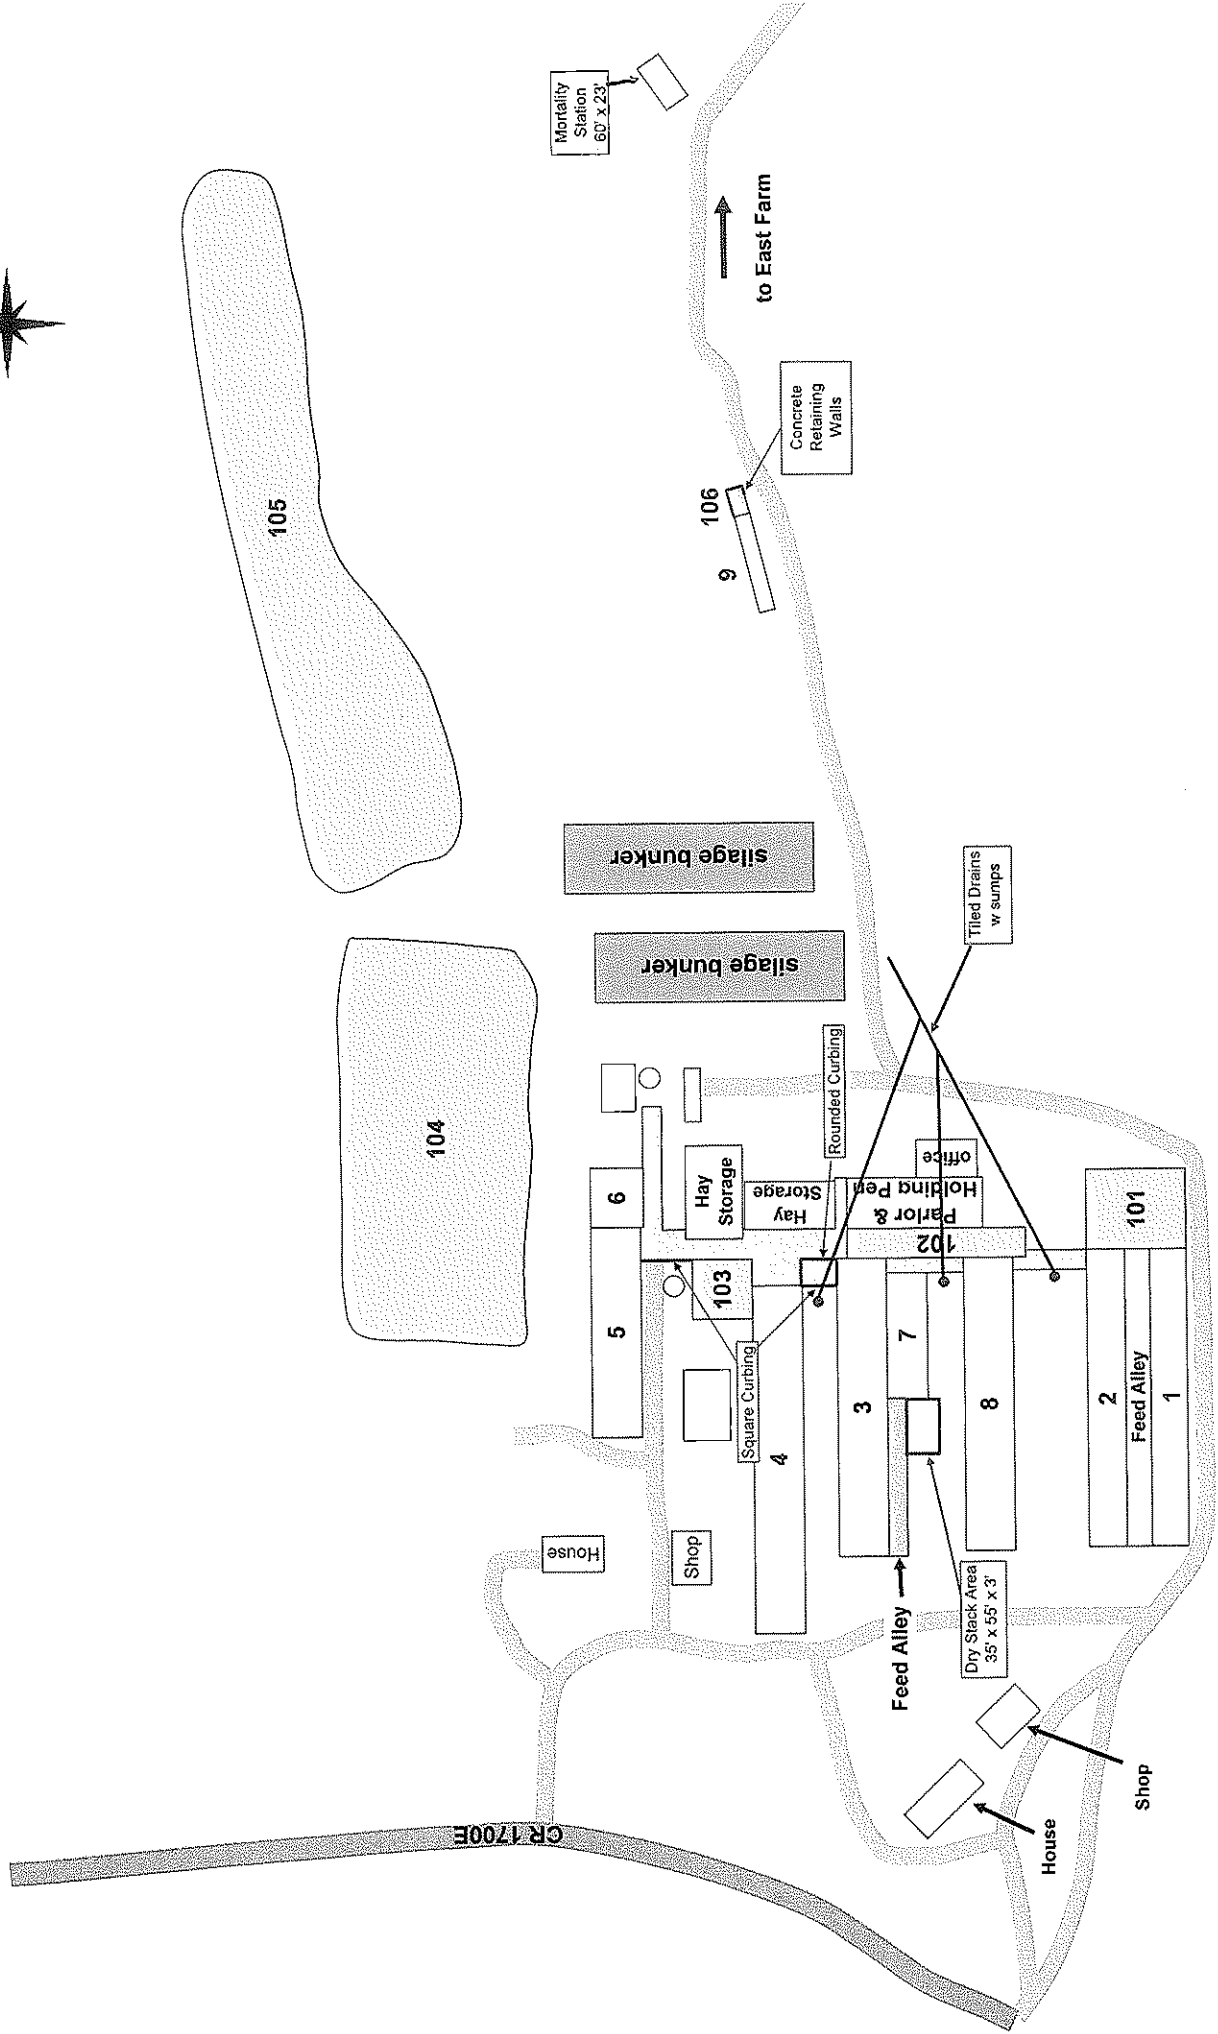 Mortality
Station
60' x 23'
to East Farm
105
Concrete
Retaining
Walls
106
9
silage bunker
silage bunker
Tiled Drains
w sumps
104
Rounded Curbing
Hay
Storage
Hay
Storage
Parlor &
Holding Pen
office
6
5
103
102
101
Square Curbing
4
3
7
8
2
Feed Alley
1
House
Shop
Feed Alley
Dry Stack Area
35' x 55' x 3'
CR 1700E
House
Shop